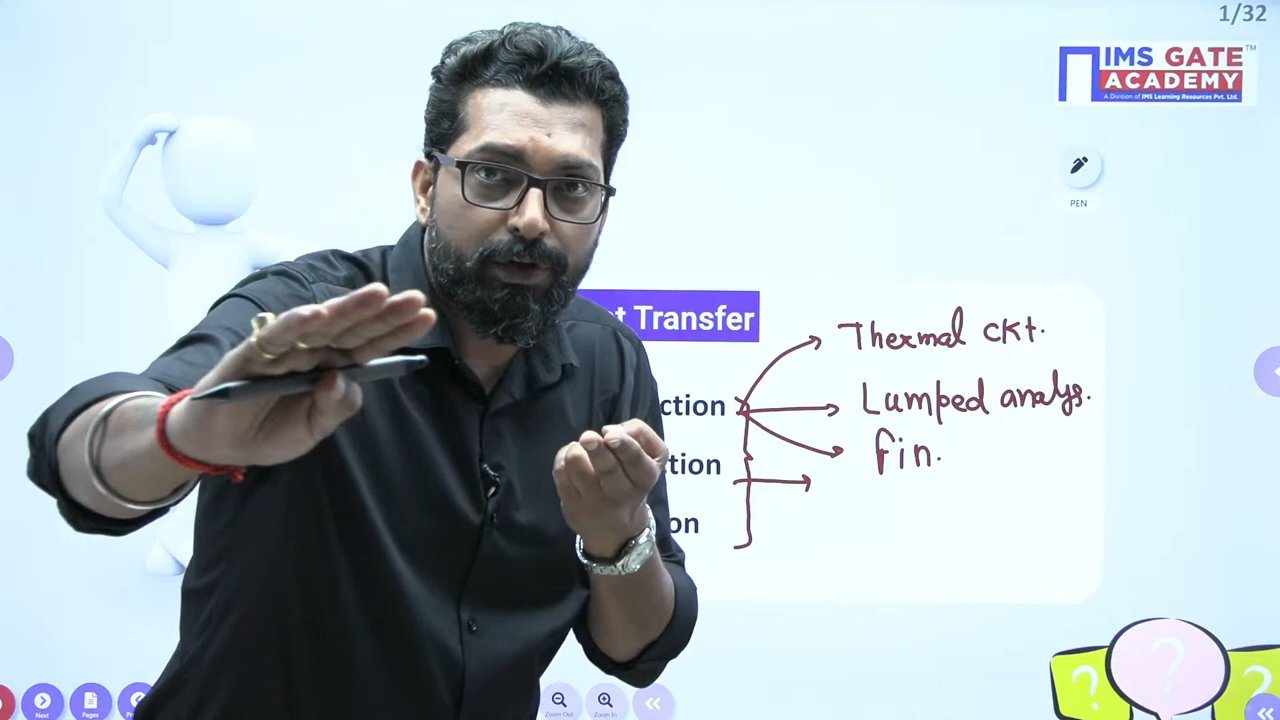 1/32
IMS GATE
ACADEMY™
A Division of IMS Learning Resources Pvt. Ltd.
PEN
t Transfer
Thermal ckt.
ction
Lumped analys.
fin.
tion
on
?
?
?
Next
Pages
Zoom Out
Zoom In